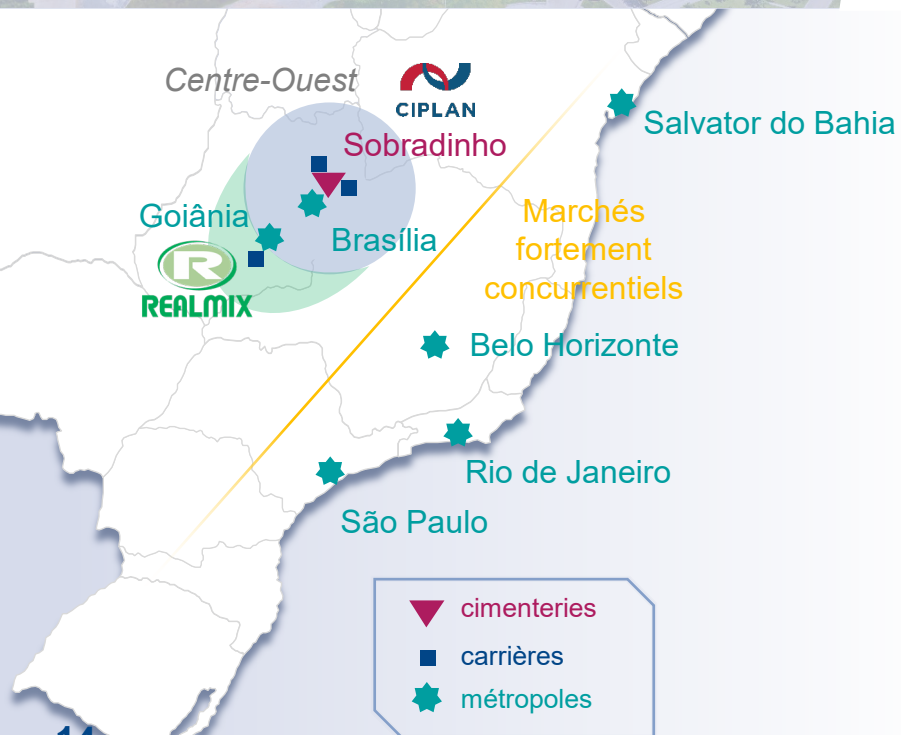 Centre-Ouest
CIPLAN
Salvator do Bahia
Sobradinho
Goiânia
Brasília
Marchés
fortement
concurrentiels
R
REALMIX
Belo Horizonte
Rio de Janeiro
São Paulo
cimenteries
carrières
métropoles
14